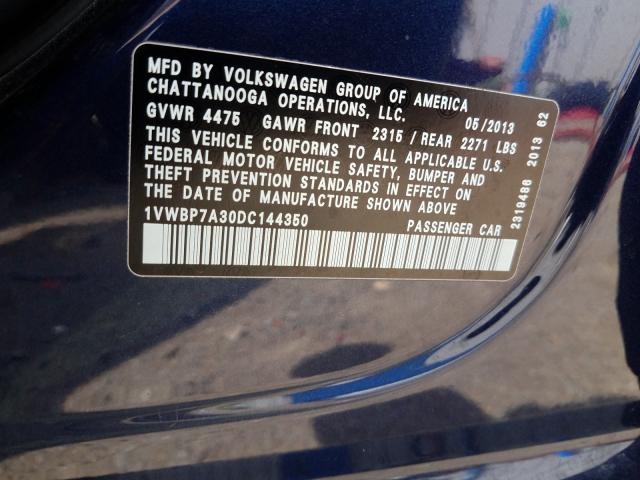 MFD BY VOLKSWAGEN GROUP OF AMERICA
CHATTANOOGA OPERATIONS, LLC.
05/2013
GVWR 4475 GAWR FRONT 2315 / REAR 2271 LBS
THIS VEHICLE CONFORMS TO ALL APPLICABLE U.S.
FEDERAL MOTOR VEHICLE SAFETY, BUMPER AND
THEFT PREVENTION STANDARDS IN EFFECT ON
THE DATE OF MANUFACTURE SHOWN ABOVE.
1VWBP7A30DC144350
PASSENGER CAR
2319486 2013 62